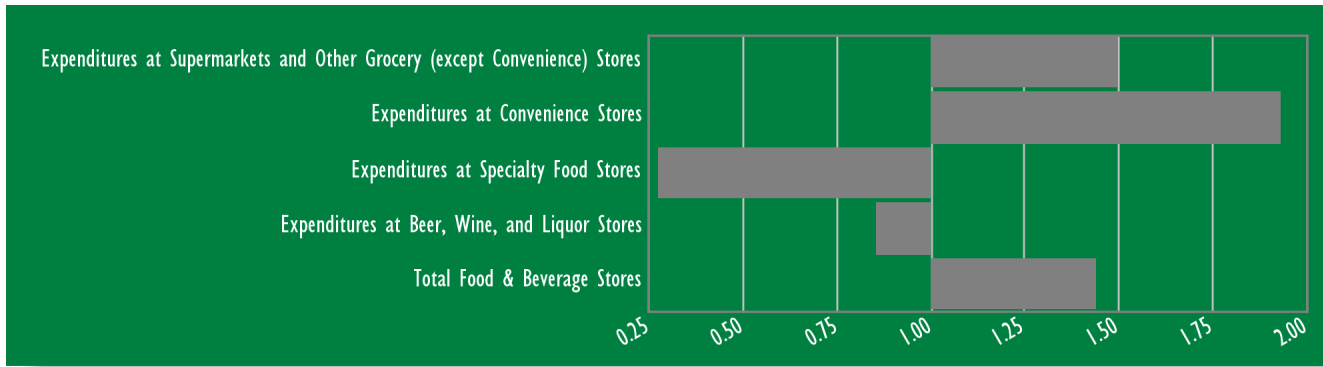 Expenditures at Supermarkets and Other Grocery (except Convenience) Stores
Expenditures at Convenience Stores
Expenditures at Specialty Food Stores
Expenditures at Beer, Wine, and Liquor Stores
Total Food & Beverage Stores
0.25 0.50 0.75 1.00 1.25 1.50 1.75 2.00